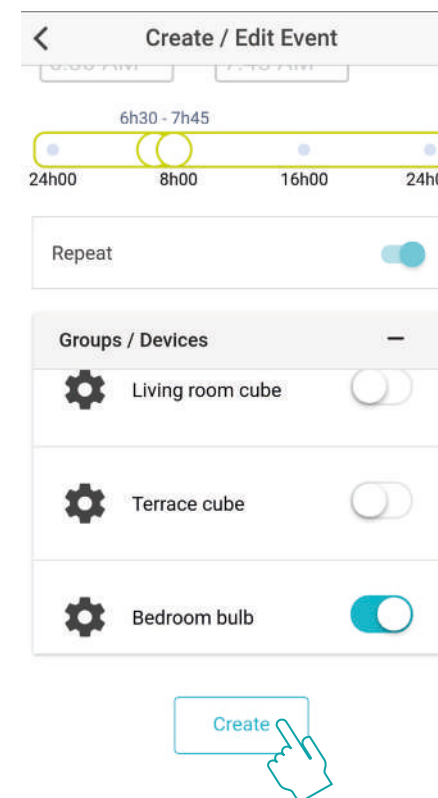 Create / Edit Event
6h30 - 7h45
24h00 8h00 16h00
Repeat
Groups / Devices
Living room cube
Terrace cube
Bedroom bulb
Create